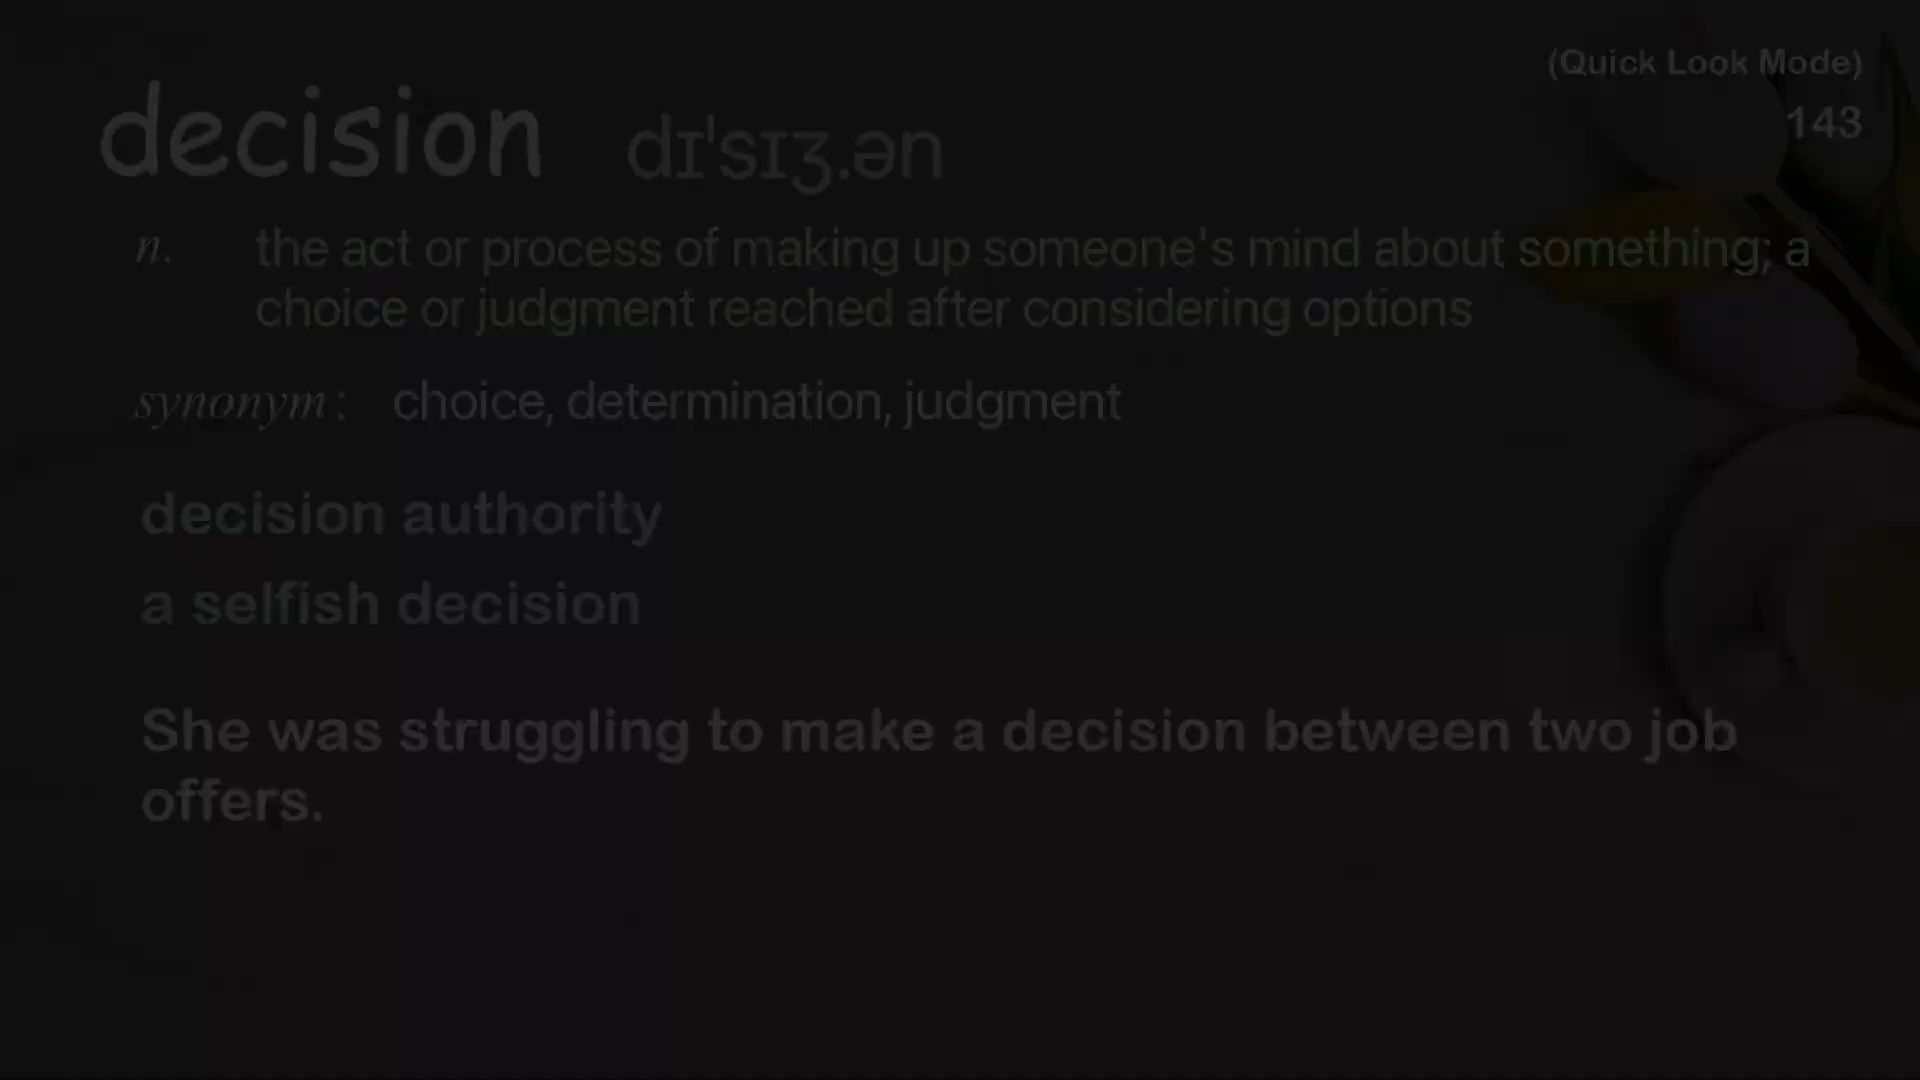 (Quick Look Mode)
143
decision dɪˈsɪʒ.ən
n. the act or process of making up someone's mind about something; a
choice or judgment reached after considering options
synonym : choice, determination, judgment
decision authority
a selfish decision
She was struggling to make a decision between two job
offers.